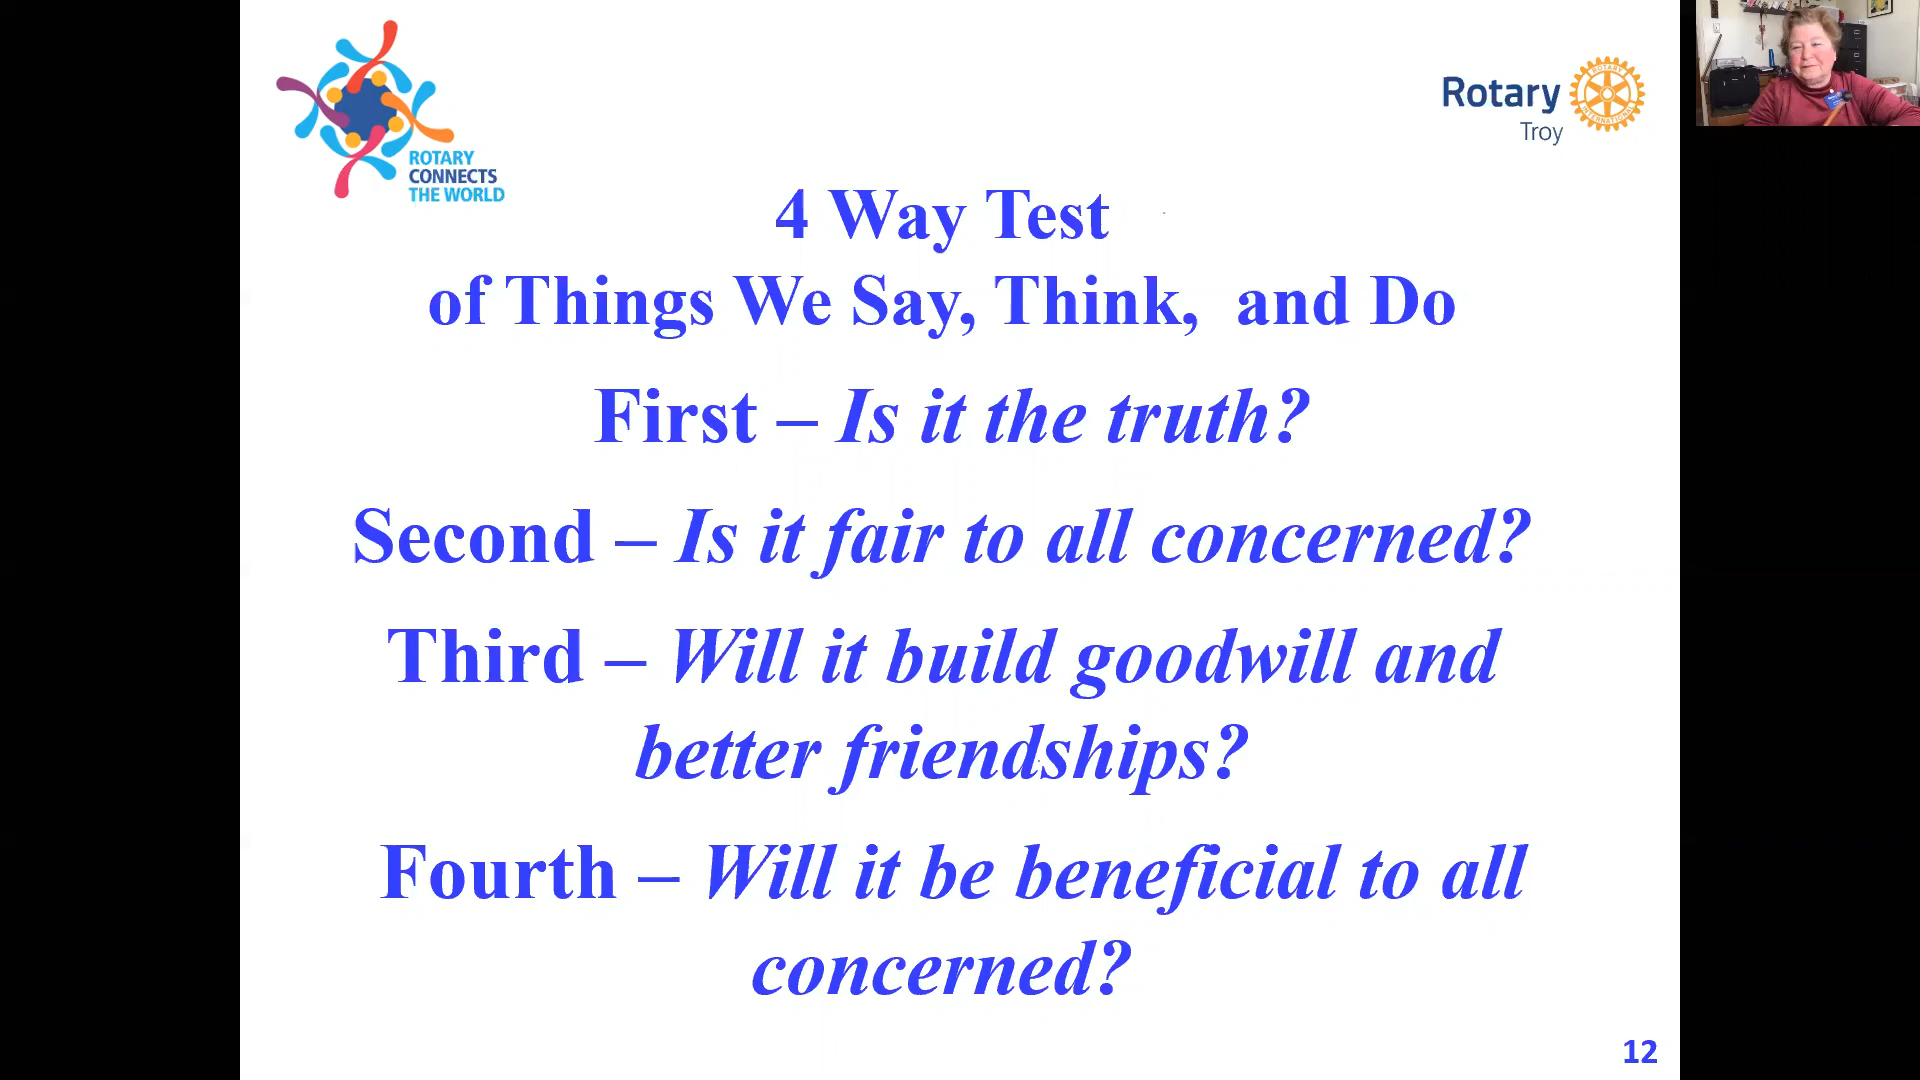 ROTARY
CONNECTS
THE WORLD
Rotary
Troy
ROTARY
INTERNATIONAL
4 Way Test
of Things We Say, Think,  and Do
First – Is it the truth?
Second – Is it fair to all concerned?
Third – Will it build goodwill and
better friendships?
Fourth – Will it be beneficial to all
concerned?
12